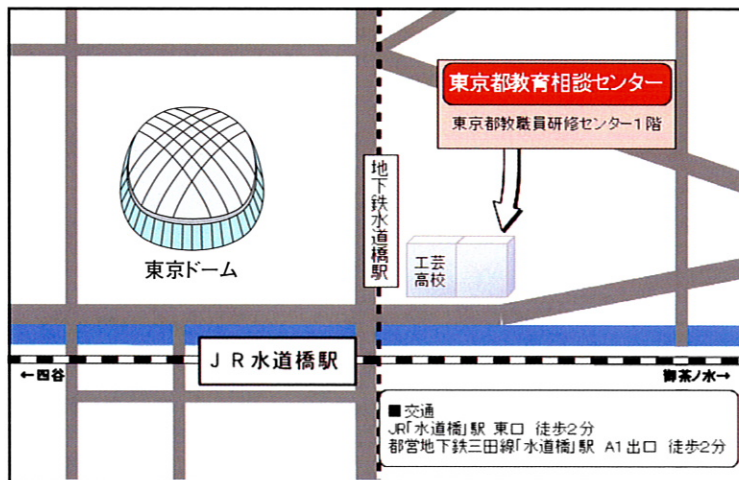 東京都教育相談センター
東京都教職員研修センター1階
地下鉄水道橋駅
東京ドーム
工芸
高校
JR水道橋駅
←四谷
御茶ノ水→
■交通
JR「水道橋」駅 東口 徒歩2分
都営地下鉄三田線「水道橋」駅 A1出口 徒歩2分